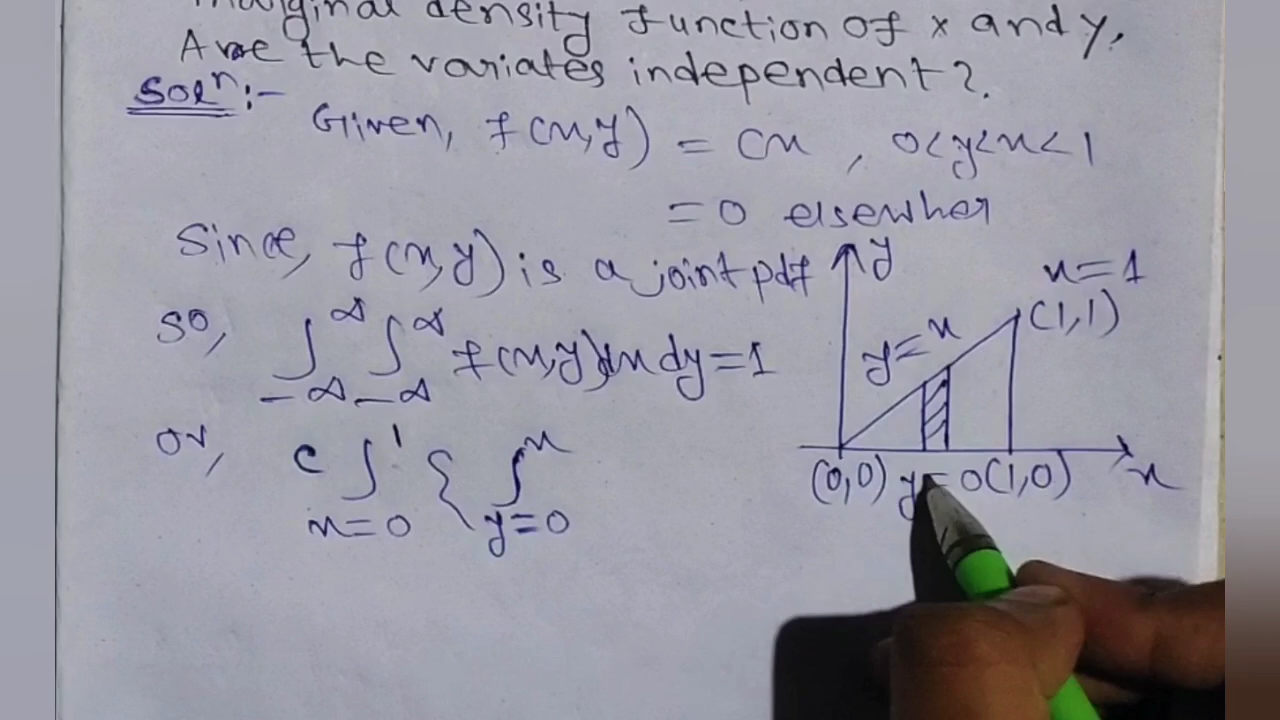 marginal density function of x and y.
Are the variates independent?
Solⁿ:- Given, f(x,y) = cx , 0<y<x<1
=0 elsewher
Since, f(x,y) is a joint pdf
So, ∫_{-∞}^{∞} ∫_{-∞}^{∞} f(x,y)dx dy=1
or, c ∫_{x=0}^{1} { ∫_{y=0}^{x}
y
x=1
(1,1)
y=x
(0,0) y=0 (1,0) x